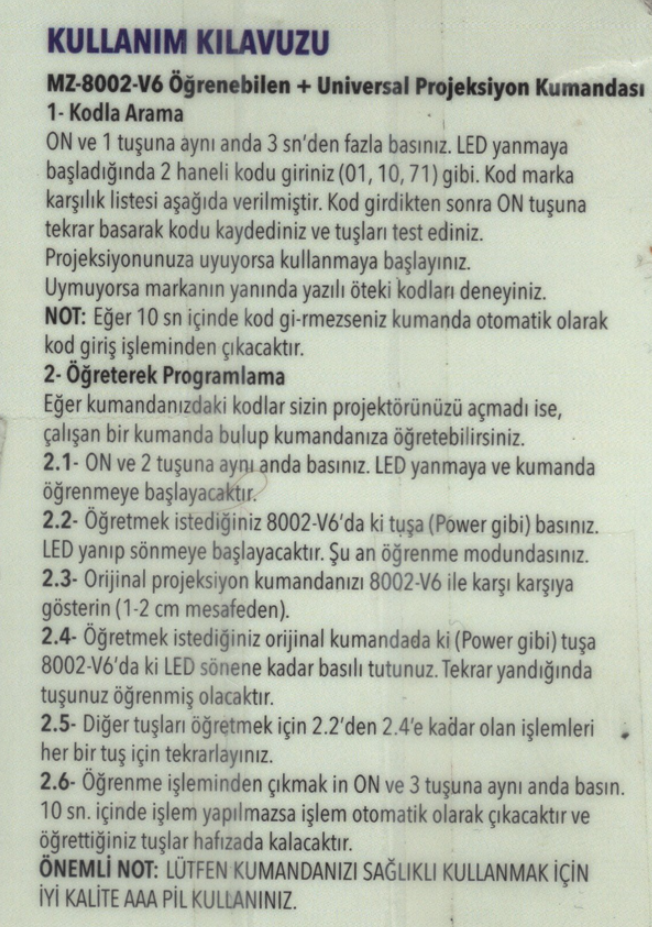 KULLANIM KILAVUZU
MZ-8002-V6 Öğrenebilen + Universal Projeksiyon Kumandası
1- Kodla Arama
ON ve 1 tuşuna aynı anda 3 sn'den fazla basınız. LED yanmaya
başladığında 2 haneli kodu giriniz (01, 10, 71) gibi. Kod marka
karşılık listesi aşağıda verilmiştir. Kod girdikten sonra ON tuşuna
tekrar basarak kodu kaydediniz ve tuşları test ediniz.
Projeksiyonunuza uyuyorsa kullanmaya başlayınız.
Uymuyorsa markanın yanında yazılı öteki kodları deneyiniz.
NOT: Eğer 10 sn içinde kod gi-rmezseniz kumanda otomatik olarak
kod giriş işleminden çıkacaktır.
2- Öğreterek Programlama
Eğer kumandanızdaki kodlar sizin projektörünüzü açmadı ise,
çalışan bir kumanda bulup kumandanıza öğretebilirsiniz.
2.1- ON ve 2 tuşuna aynı anda basınız. LED yanmaya ve kumanda
öğrenmeye başlayacaktır.
2.2- Öğretmek istediğiniz 8002-V6'da ki tuşa (Power gibi) basınız.
LED yanıp sönmeye başlayacaktır. Şu an öğrenme modundasınız.
2.3- Orijinal projeksiyon kumandanızı 8002-V6 ile karşı karşıya
gösterin (1-2 cm mesafeden).
2.4- Öğretmek istediğiniz orijinal kumandada ki (Power gibi) tuşa
8002-V6'da ki LED sönene kadar basılı tutunuz. Tekrar yandığında
tuşunuz öğrenmiş olacaktır.
2.5- Diğer tuşları öğretmek için 2.2'den 2.4'e kadar olan işlemleri
her bir tuş için tekrarlayınız.
2.6- Öğrenme işleminden çıkmak in ON ve 3 tuşuna aynı anda basın.
10 sn. içinde işlem yapılmazsa işlem otomatik olarak çıkacaktır ve
öğrettiğiniz tuşlar hafızada kalacaktır.
ÖNEMLİ NOT: LÜTFEN KUMANDANIZI SAĞLIKLI KULLANMAK İÇİN
İYİ KALİTE AAA PİL KULLANINIZ.